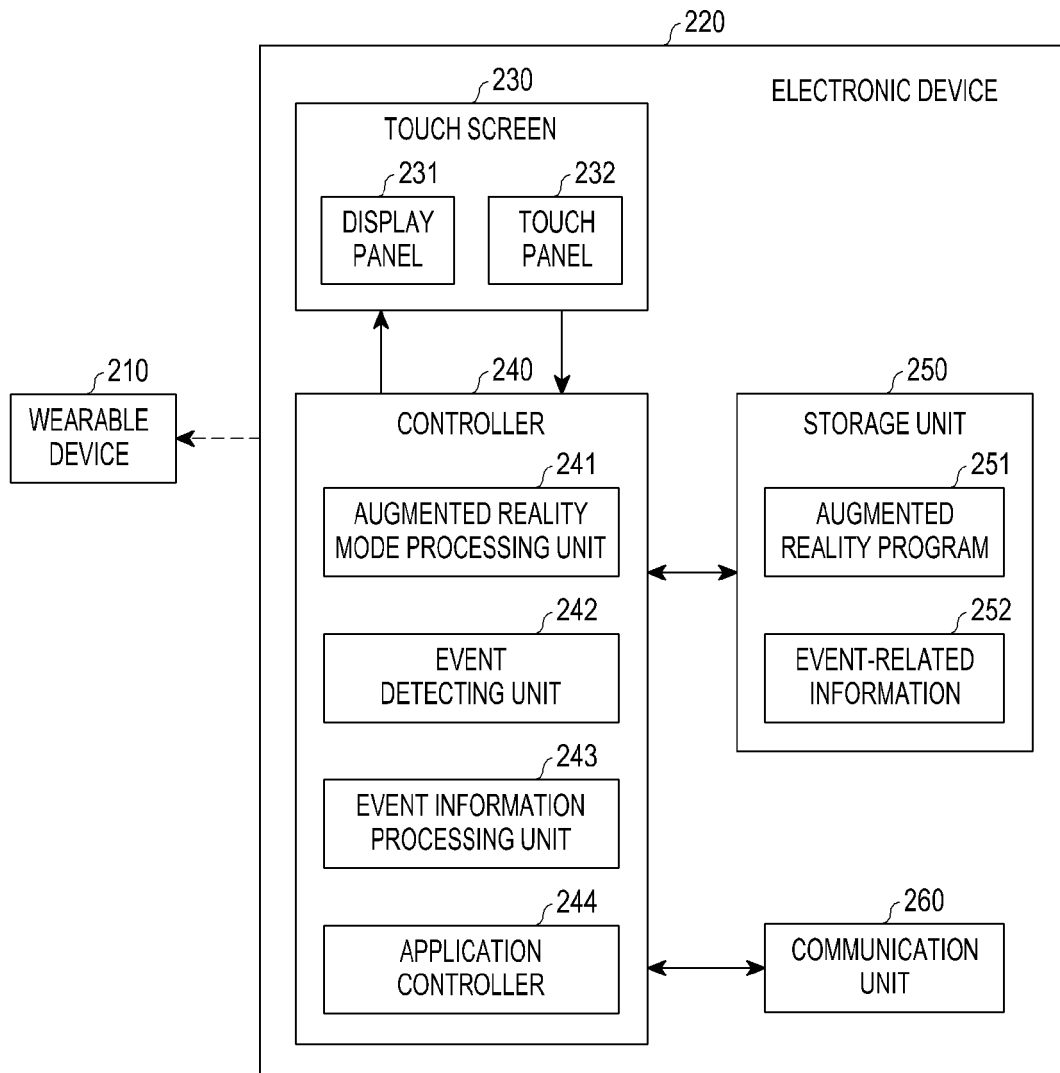 220
ELECTRONIC DEVICE
230
TOUCH SCREEN
231
DISPLAY
PANEL
232
TOUCH
PANEL
210
WEARABLE
DEVICE
240
CONTROLLER
241
AUGMENTED REALITY
MODE PROCESSING UNIT
242
EVENT
DETECTING UNIT
243
EVENT INFORMATION
PROCESSING UNIT
244
APPLICATION
CONTROLLER
250
STORAGE UNIT
251
AUGMENTED
REALITY PROGRAM
252
EVENT-RELATED
INFORMATION
260
COMMUNICATION
UNIT